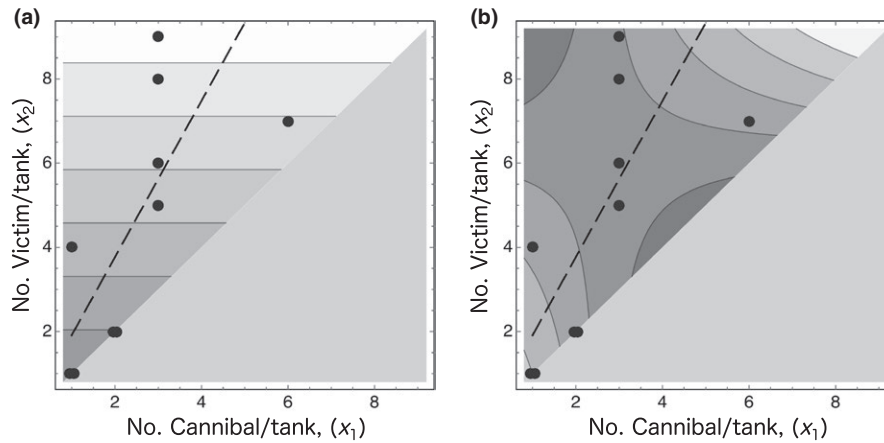 (a)
No. Victim/tank, (x₂)
8
6
4
2
2 4 6 8
No. Cannibal/tank, (x₁)
(b)
No. Victim/tank, (x₂)
8
6
4
2
2 4 6 8
No. Cannibal/tank, (x₁)